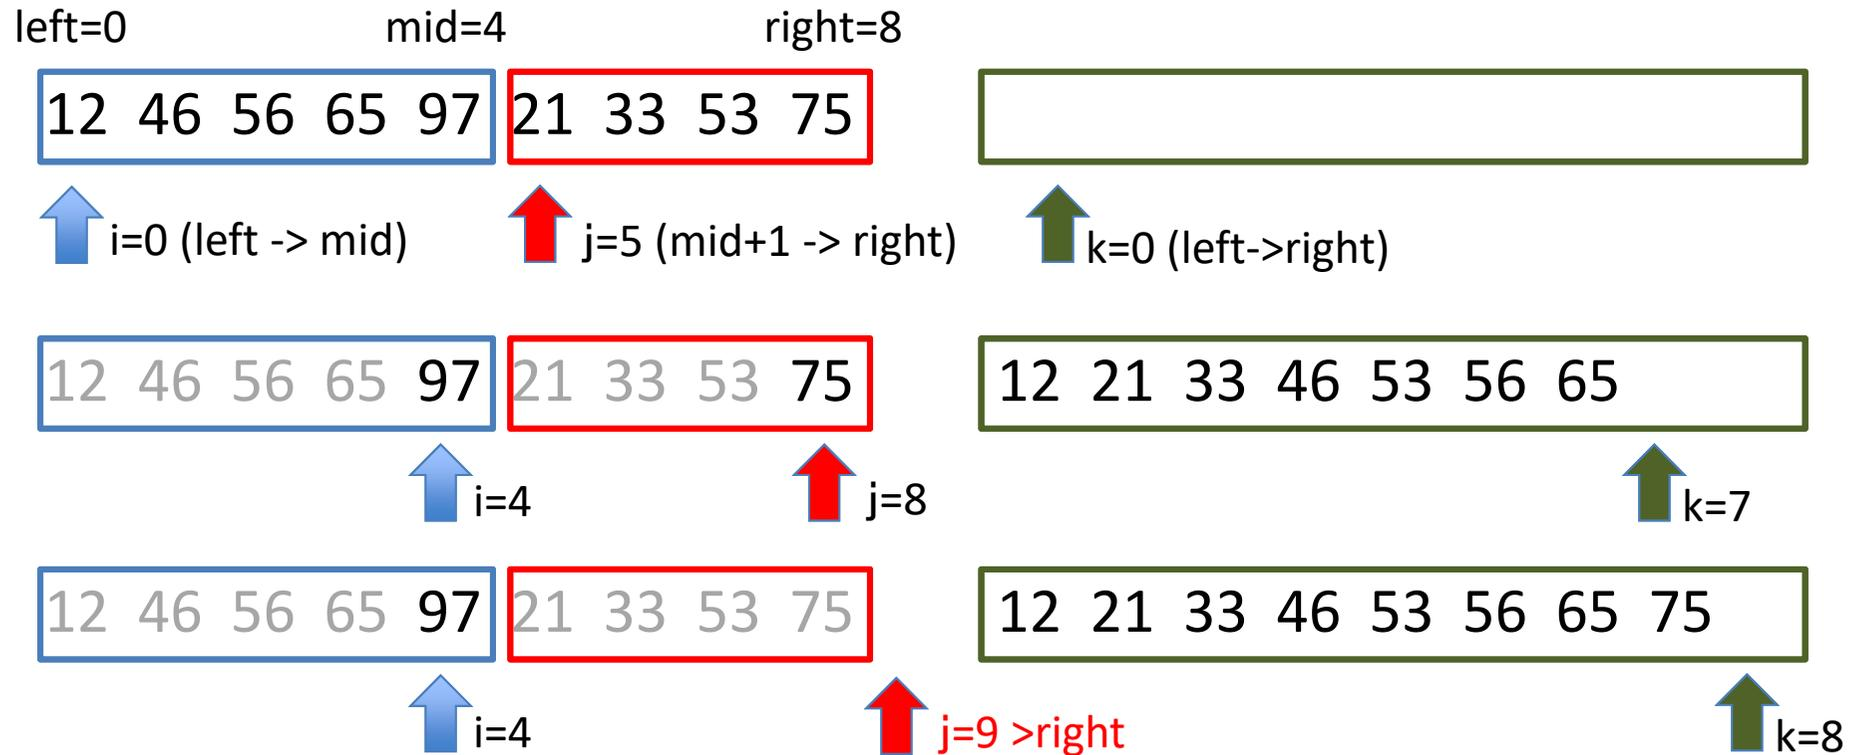 left=0 mid=4 right=8
12 46 56 65 97 21 33 53 75
i=0 (left -> mid) j=5 (mid+1 -> right) k=0 (left->right)
12 46 56 65 97 21 33 53 75 12 21 33 46 53 56 65
i=4 j=8 k=7
12 46 56 65 97 21 33 53 75 12 21 33 46 53 56 65 75
i=4 j=9 >right k=8